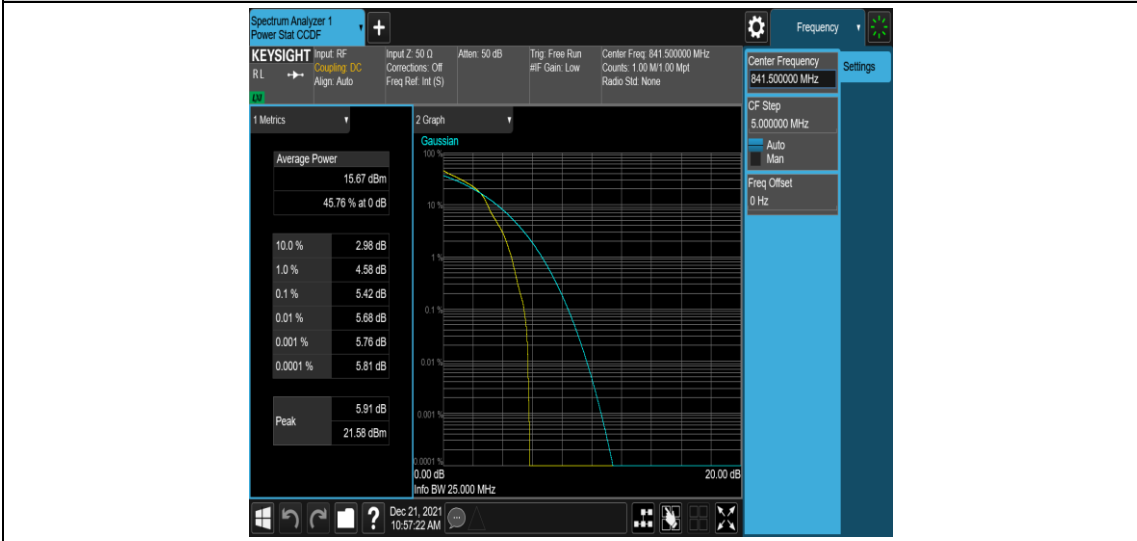 Spectrum Analyzer 1
Power Stat CCDF
+
Frequency
KEYSIGHT
Input: RF
Coupling: DC
Align: Auto
Input Z: 50 Ω
Corrections: Off
Freq Ref: Int (S)
Atten: 50 dB
Trig: Free Run
#IF Gain: Low
Center Freq: 841.500000 MHz
Counts: 1.00 M/1.00 Mpt
Radio Std: None
R L
Center Frequency
841.500000 MHz
Settings
CF Step
5.000000 MHz
Auto
Man
Freq Offset
0 Hz
1 Metrics
Average Power
15.67 dBm
45.76 % at 0 dB
10.0 % 2.98 dB
1.0 % 4.58 dB
0.1 % 5.42 dB
0.01 % 5.68 dB
0.001 % 5.76 dB
0.0001 % 5.81 dB
Peak
5.91 dB
21.58 dBm
2 Graph
Gaussian
100 %
10 %
1 %
0.1 %
0.01 %
0.001 %
0.0001 %
0.00 dB
20.00 dB
Info BW 25.000 MHz
?
Dec 21, 2021
10:57:22 AM